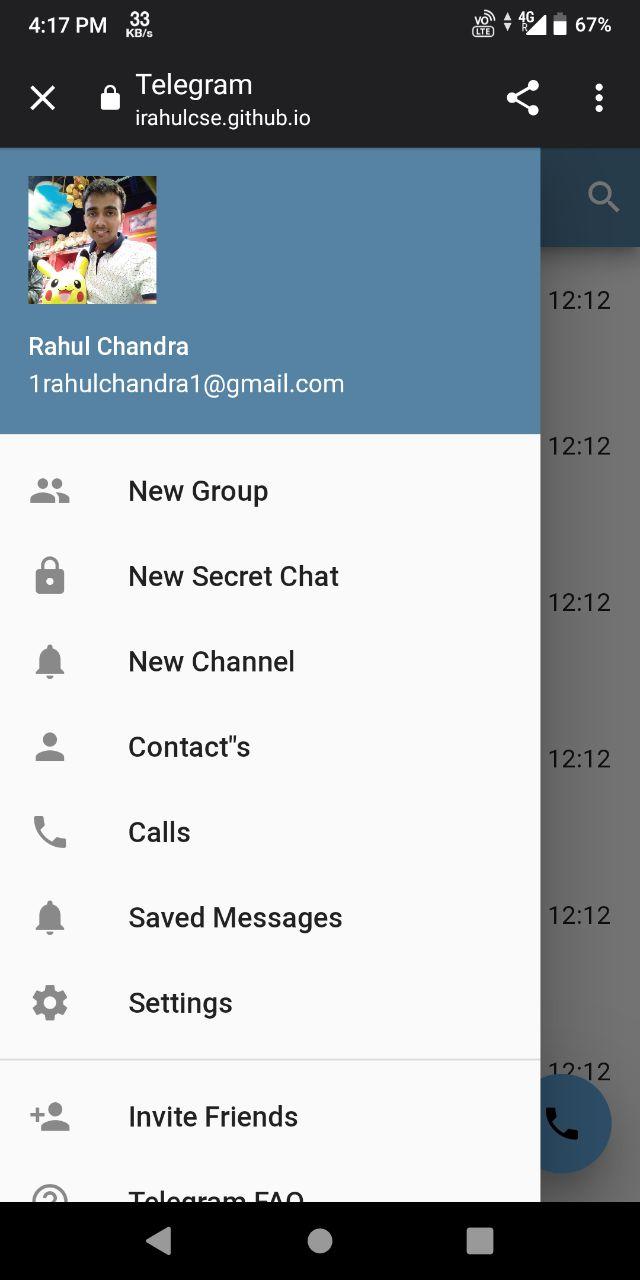 4:17 PM 33 KB/s VO LTE 4G R 67%
Telegram
irahulcse.github.io
Rahul Chandra
1rahulchandra1@gmail.com
12:12
12:12
New Group
New Secret Chat
12:12
New Channel
Contact"s
12:12
Calls
Saved Messages
12:12
Settings
12:12
Invite Friends
Telegram FAQ